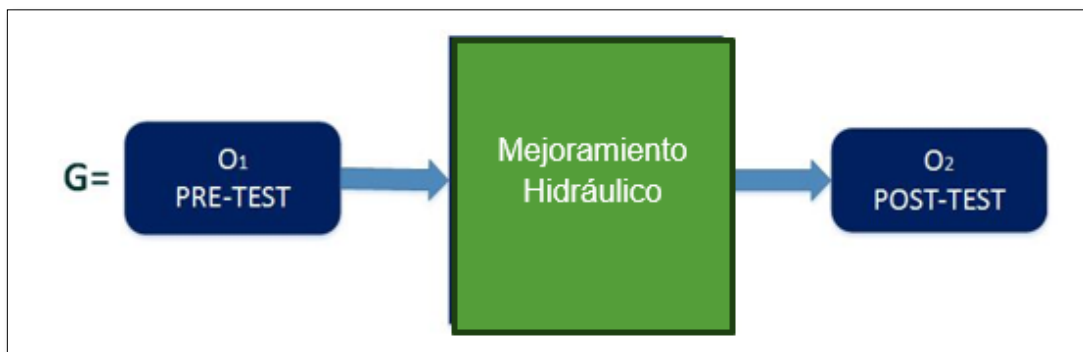 G=
O1
PRE-TEST
Mejoramiento
Hidráulico
O2
POST-TEST